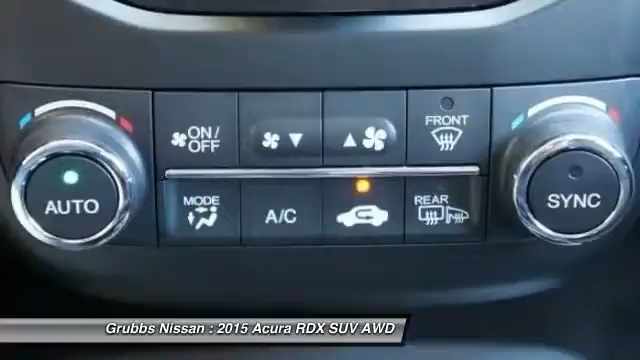 ON/
OFF
FRONT
AUTO
MODE
A/C
REAR
SYNC
Grubbs Nissan : 2015 Acura RDX SUV AWD